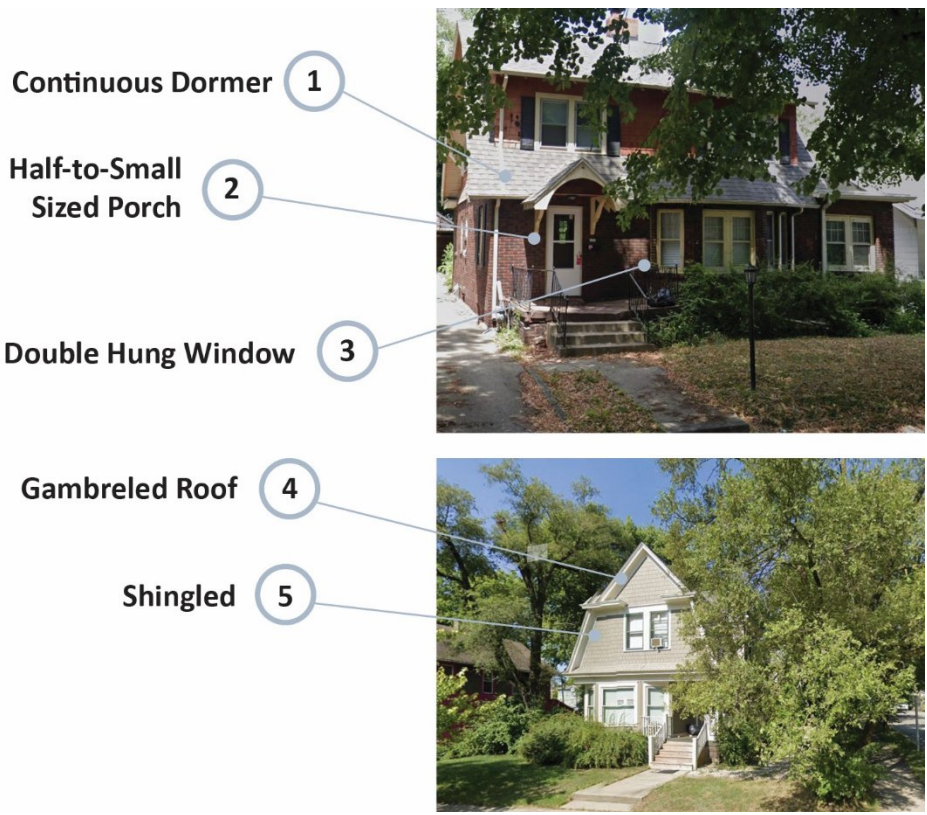 Continuous Dormer 1
Half-to-Small
Sized Porch 2
Double Hung Window 3
Gambreled Roof 4
Shingled 5